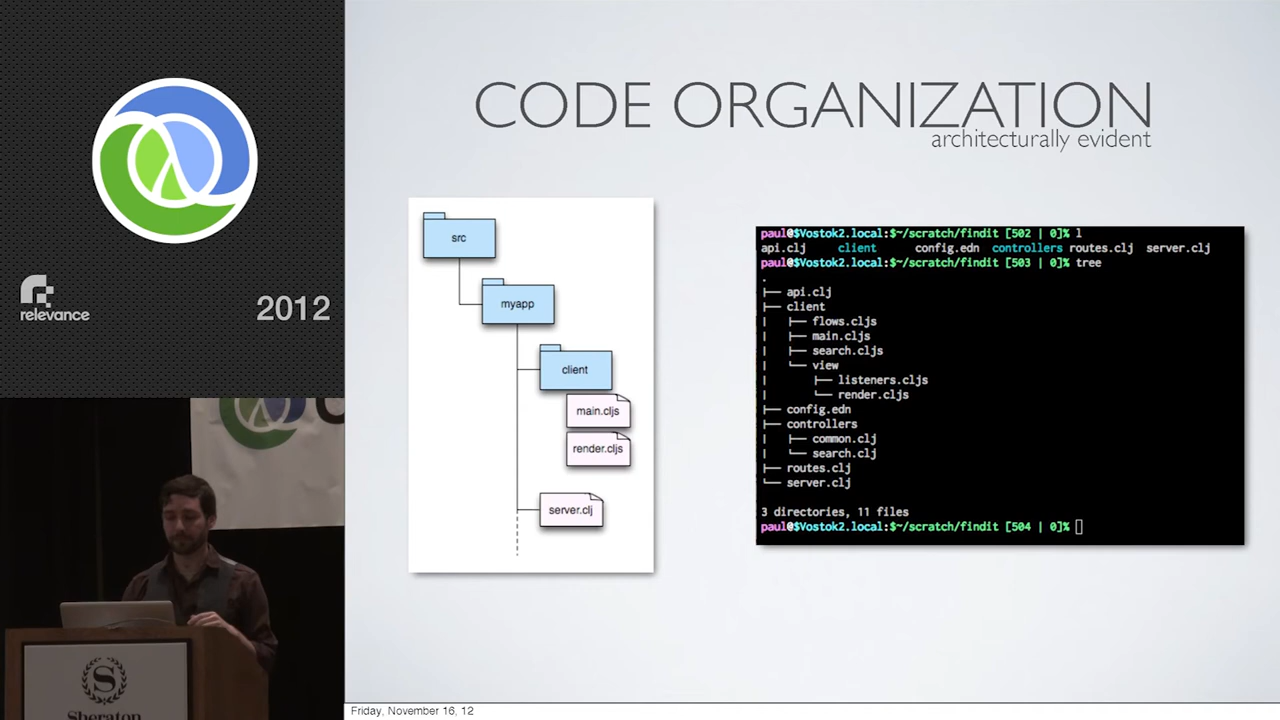 relevance
2012
Sheraton
CODE ORGANIZATION
architecturally evident
src
myapp
client
main.cljs
render.cljs
server.clj
paul@$Vostok2.local:$~/scratch/findit [502 | 0]% l
api.clj client config.edn controllers routes.clj server.clj
paul@$Vostok2.local:$~/scratch/findit [503 | 0]% tree
.
├── api.clj
├── client
│   ├── flows.cljs
│   ├── main.cljs
│   ├── search.cljs
│   └── view
│       ├── listeners.cljs
│       └── render.cljs
├── config.edn
├── controllers
│   ├── common.clj
│   └── search.clj
├── routes.clj
└── server.clj
3 directories, 11 files
paul@$Vostok2.local:$~/scratch/findit [504 | 0]%
Friday, November 16, 12